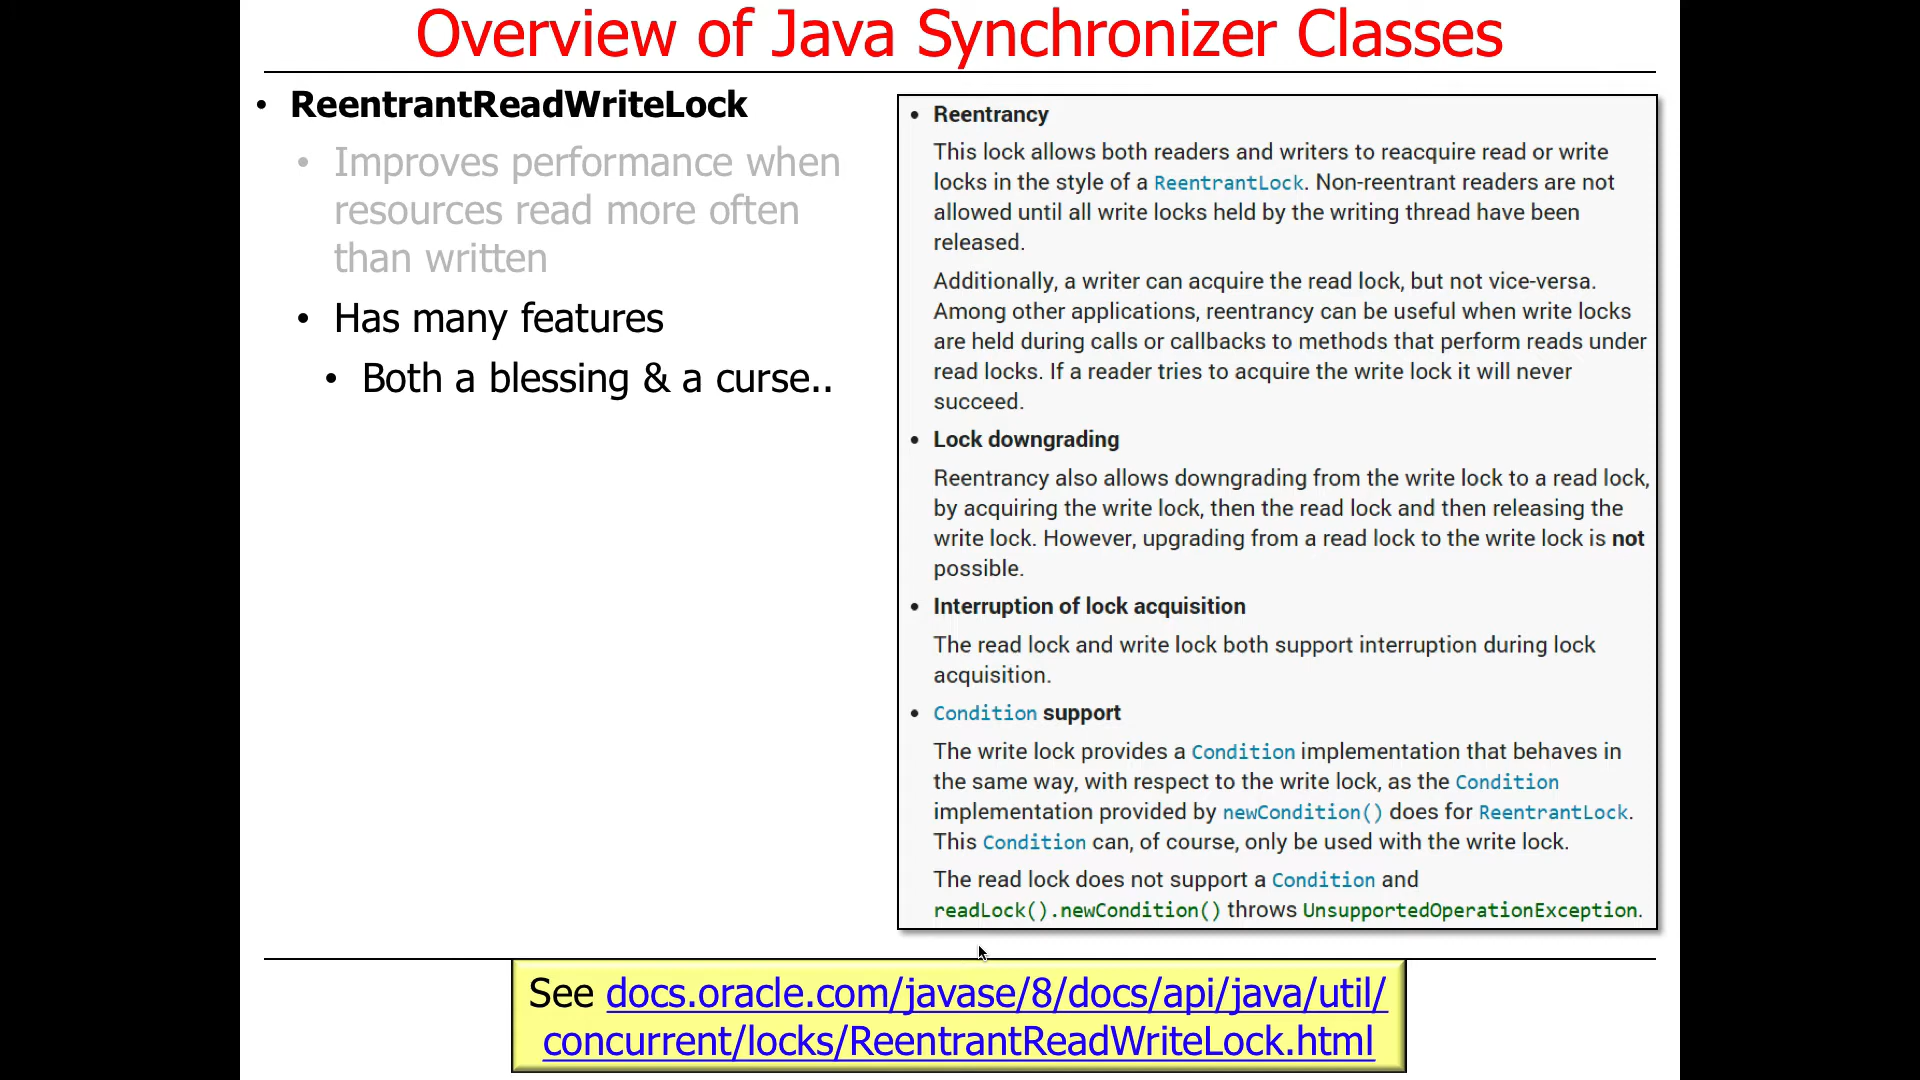 Overview of Java Synchronizer Classes
• ReentrantReadWriteLock
• Improves performance when
resources read more often
than written
• Has many features
• Both a blessing & a curse..
• Reentrancy
This lock allows both readers and writers to reacquire read or write
locks in the style of a ReentrantLock. Non-reentrant readers are not
allowed until all write locks held by the writing thread have been
released.
Additionally, a writer can acquire the read lock, but not vice-versa.
Among other applications, reentrancy can be useful when write locks
are held during calls or callbacks to methods that perform reads under
read locks. If a reader tries to acquire the write lock it will never
succeed.
• Lock downgrading
Reentrancy also allows downgrading from the write lock to a read lock,
by acquiring the write lock, then the read lock and then releasing the
write lock. However, upgrading from a read lock to the write lock is not
possible.
• Interruption of lock acquisition
The read lock and write lock both support interruption during lock
acquisition.
• Condition support
The write lock provides a Condition implementation that behaves in
the same way, with respect to the write lock, as the Condition
implementation provided by newCondition() does for ReentrantLock.
This Condition can, of course, only be used with the write lock.
The read lock does not support a Condition and
readLock().newCondition() throws UnsupportedOperationException.
See docs.oracle.com/javase/8/docs/api/java/util/
concurrent/locks/ReentrantReadWriteLock.html